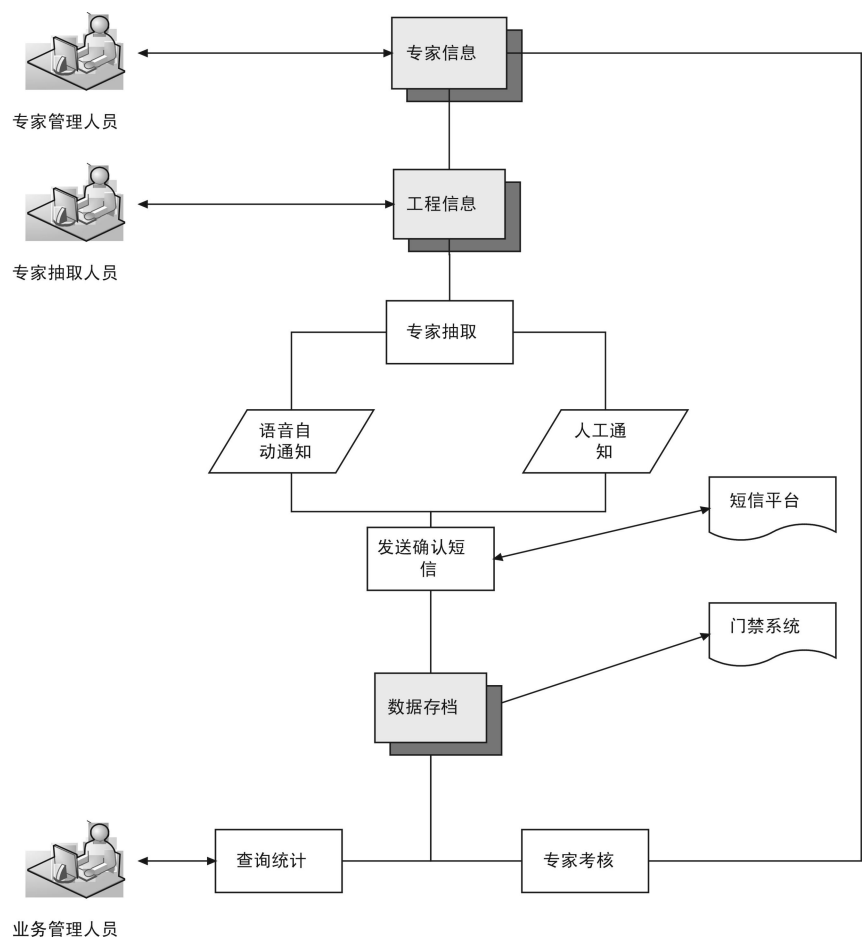 专家信息
专家管理人员
工程信息
专家抽取人员
专家抽取
语音自
动通知
人工通
知
短信平台
发送确认短
信
门禁系统
数据存档
查询统计
专家考核
业务管理人员